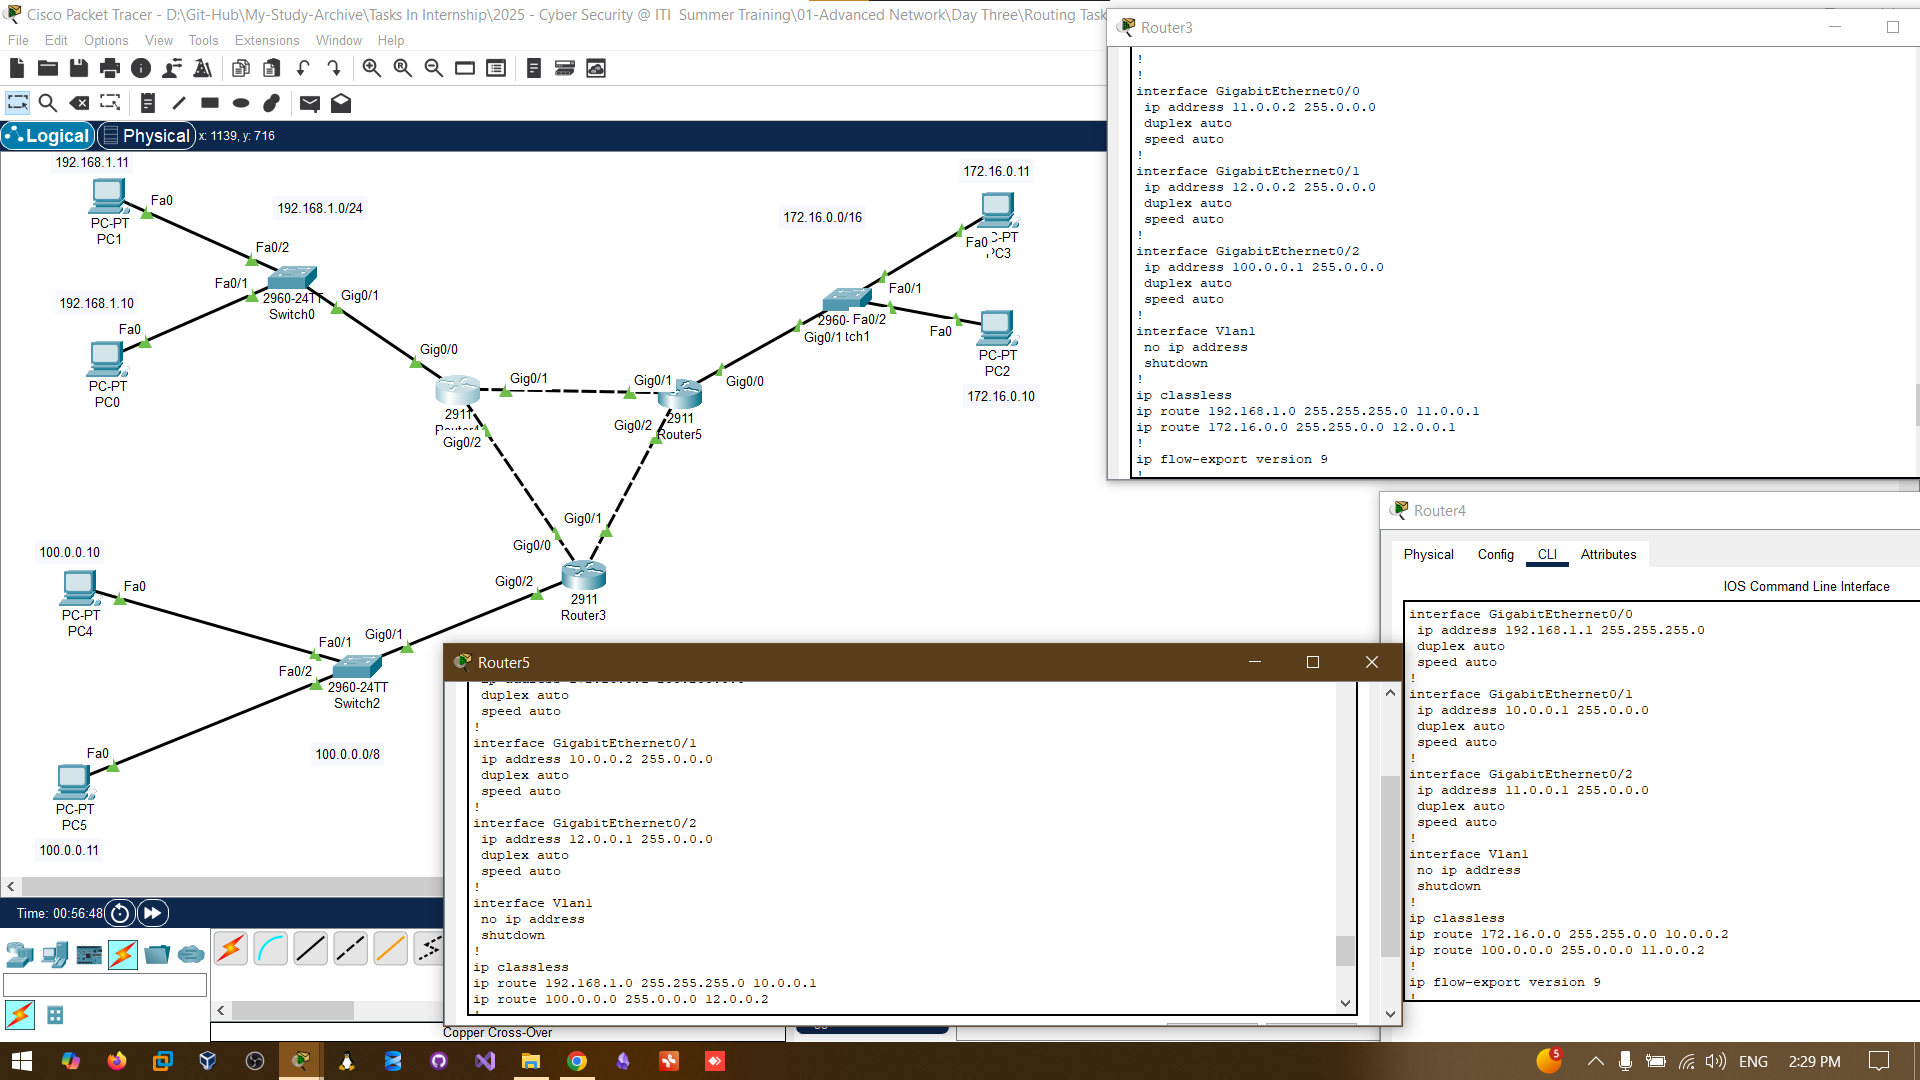 Cisco Packet Tracer - D:\Git-Hub\My-Study-Archive\Tasks In Internship\2025 - Cyber Security @ ITI  Summer Training\01-Advanced Network\Day Three\Routing Task
File Edit Options View Tools Extensions Window Help
Logical Physical x: 1139, y: 716
192.168.1.11
Fa0
PC-PT
PC1
192.168.1.0/24
Fa0/2
Fa0/1
2960-24TT
Switch0
Gig0/1
192.168.1.10
Fa0
PC-PT
PC0
Gig0/0
2911
Gig0/1
Gig0/2
172.16.0.11
172.16.0.0/16
Fa0
C-PT
PC3
Fa0/1
2960-
Fa0/2
Gig0/1
tch1
Fa0
PC-PT
PC2
172.16.0.10
Gig0/1
Gig0/0
2911
Router5
Gig0/2
Gig0/1
Gig0/0
Gig0/2
2911
Router3
100.0.0.10
Fa0
PC-PT
PC4
Fa0/1
Gig0/1
Fa0/2
2960-24TT
Switch2
Fa0
100.0.0.0/8
PC-PT
PC5
100.0.0.11
Time: 00:56:48
Copper Cross-Over
Router3
!
!
interface GigabitEthernet0/0
ip address 11.0.0.2 255.0.0.0
duplex auto
speed auto
!
interface GigabitEthernet0/1
ip address 12.0.0.2 255.0.0.0
duplex auto
speed auto
!
interface GigabitEthernet0/2
ip address 100.0.0.1 255.0.0.0
duplex auto
speed auto
!
interface Vlan1
no ip address
shutdown
!
ip classless
ip route 192.168.1.0 255.255.255.0 11.0.0.1
ip route 172.16.0.0 255.255.0.0 12.0.0.1
!
ip flow-export version 9
!
Router4
Physical Config CLI Attributes
IOS Command Line Interface
interface GigabitEthernet0/0
ip address 192.168.1.1 255.255.255.0
duplex auto
speed auto
!
interface GigabitEthernet0/1
ip address 10.0.0.1 255.0.0.0
duplex auto
speed auto
!
interface GigabitEthernet0/2
ip address 11.0.0.1 255.0.0.0
duplex auto
speed auto
!
interface Vlan1
no ip address
shutdown
!
ip classless
ip route 172.16.0.0 255.255.0.0 10.0.0.2
ip route 100.0.0.0 255.0.0.0 11.0.0.2
!
ip flow-export version 9
!
Router5
duplex auto
speed auto
!
interface GigabitEthernet0/1
ip address 10.0.0.2 255.0.0.0
duplex auto
speed auto
!
interface GigabitEthernet0/2
ip address 12.0.0.1 255.0.0.0
duplex auto
speed auto
!
interface Vlan1
no ip address
shutdown
!
ip classless
ip route 192.168.1.0 255.255.255.0 10.0.0.1
ip route 100.0.0.0 255.0.0.0 12.0.0.2
!
5
ENG
2:29 PM